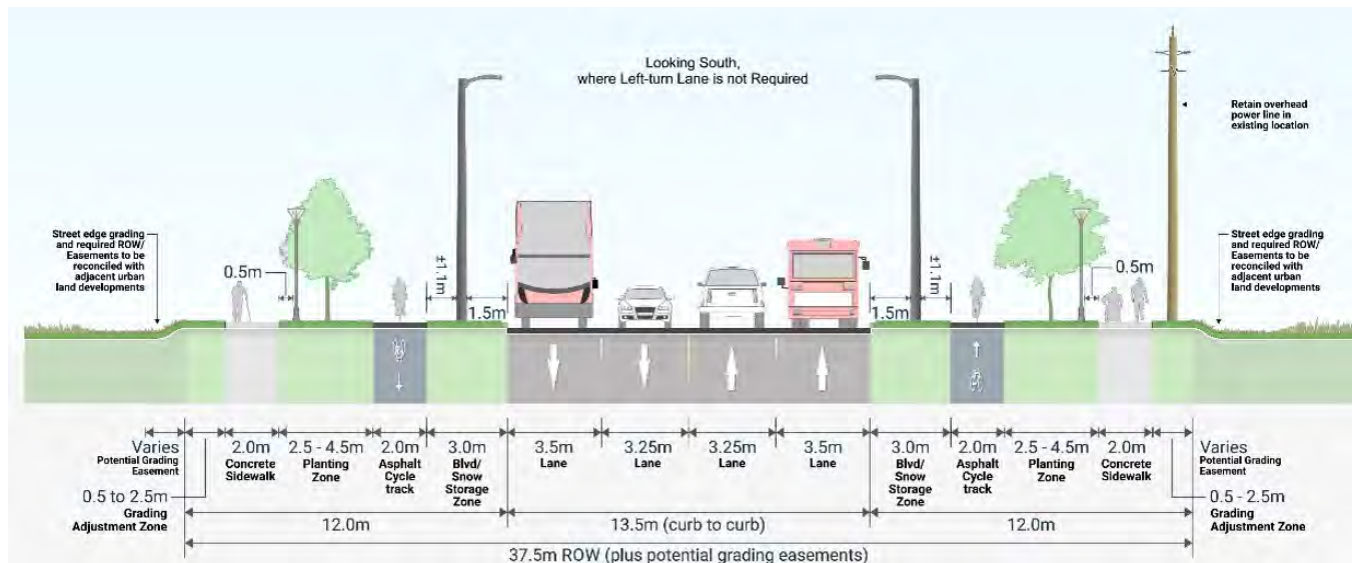 Looking South,
where Left-turn Lane is not Required
Retain overhead
power line in
existing location
Street edge grading
and required ROW/
Easements to be
reconciled with
adjacent urban
land developments
0.5m
±1.1m
1.5m
1.5m
±1.1m
0.5m
Street edge grading
and required ROW/
Easements to be
reconciled with
adjacent urban
land developments
Varies
Potential Grading
Easement
0.5 to 2.5m
Grading
Adjustment Zone
2.0m
Concrete
Sidewalk
2.5 - 4.5m
Planting
Zone
2.0m
Asphalt
Cycle
track
3.0m
Blvd/
Snow
Storage
Zone
3.5m
Lane
3.25m
Lane
3.25m
Lane
3.5m
Lane
3.0m
Blvd/
Snow
Storage
Zone
2.0m
Asphalt
Cycle
track
2.5 - 4.5m
Planting
Zone
2.0m
Concrete
Sidewalk
Varies
Potential Grading
Easement
0.5 - 2.5m
Grading
Adjustment Zone
12.0m
13.5m (curb to curb)
12.0m
37.5m ROW (plus potential grading easements)